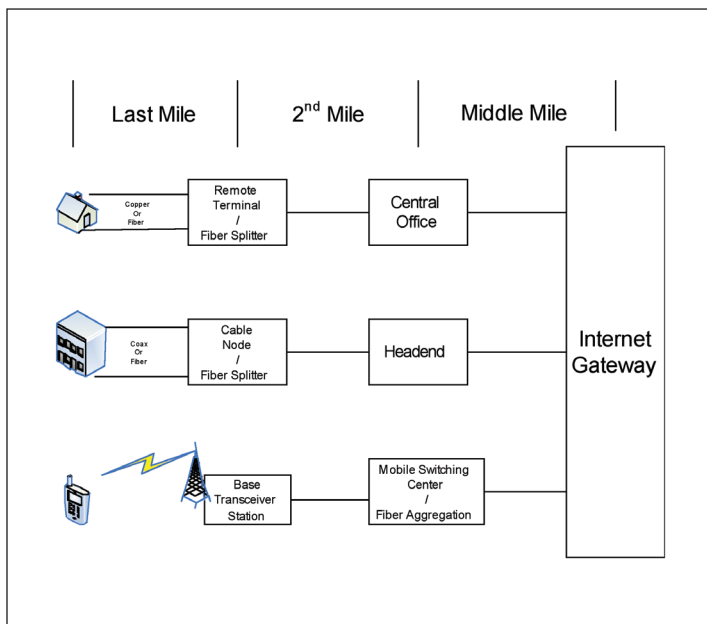 Last Mile
2nd Mile
Middle Mile
Copper
Or
Fiber
Remote
Terminal
/
Fiber Splitter
Central
Office
Internet
Gateway
Coax
Or
Fiber
Cable
Node
/
Fiber Splitter
Headend
Base
Transceiver
Station
Mobile Switching
Center
/
Fiber Aggregation